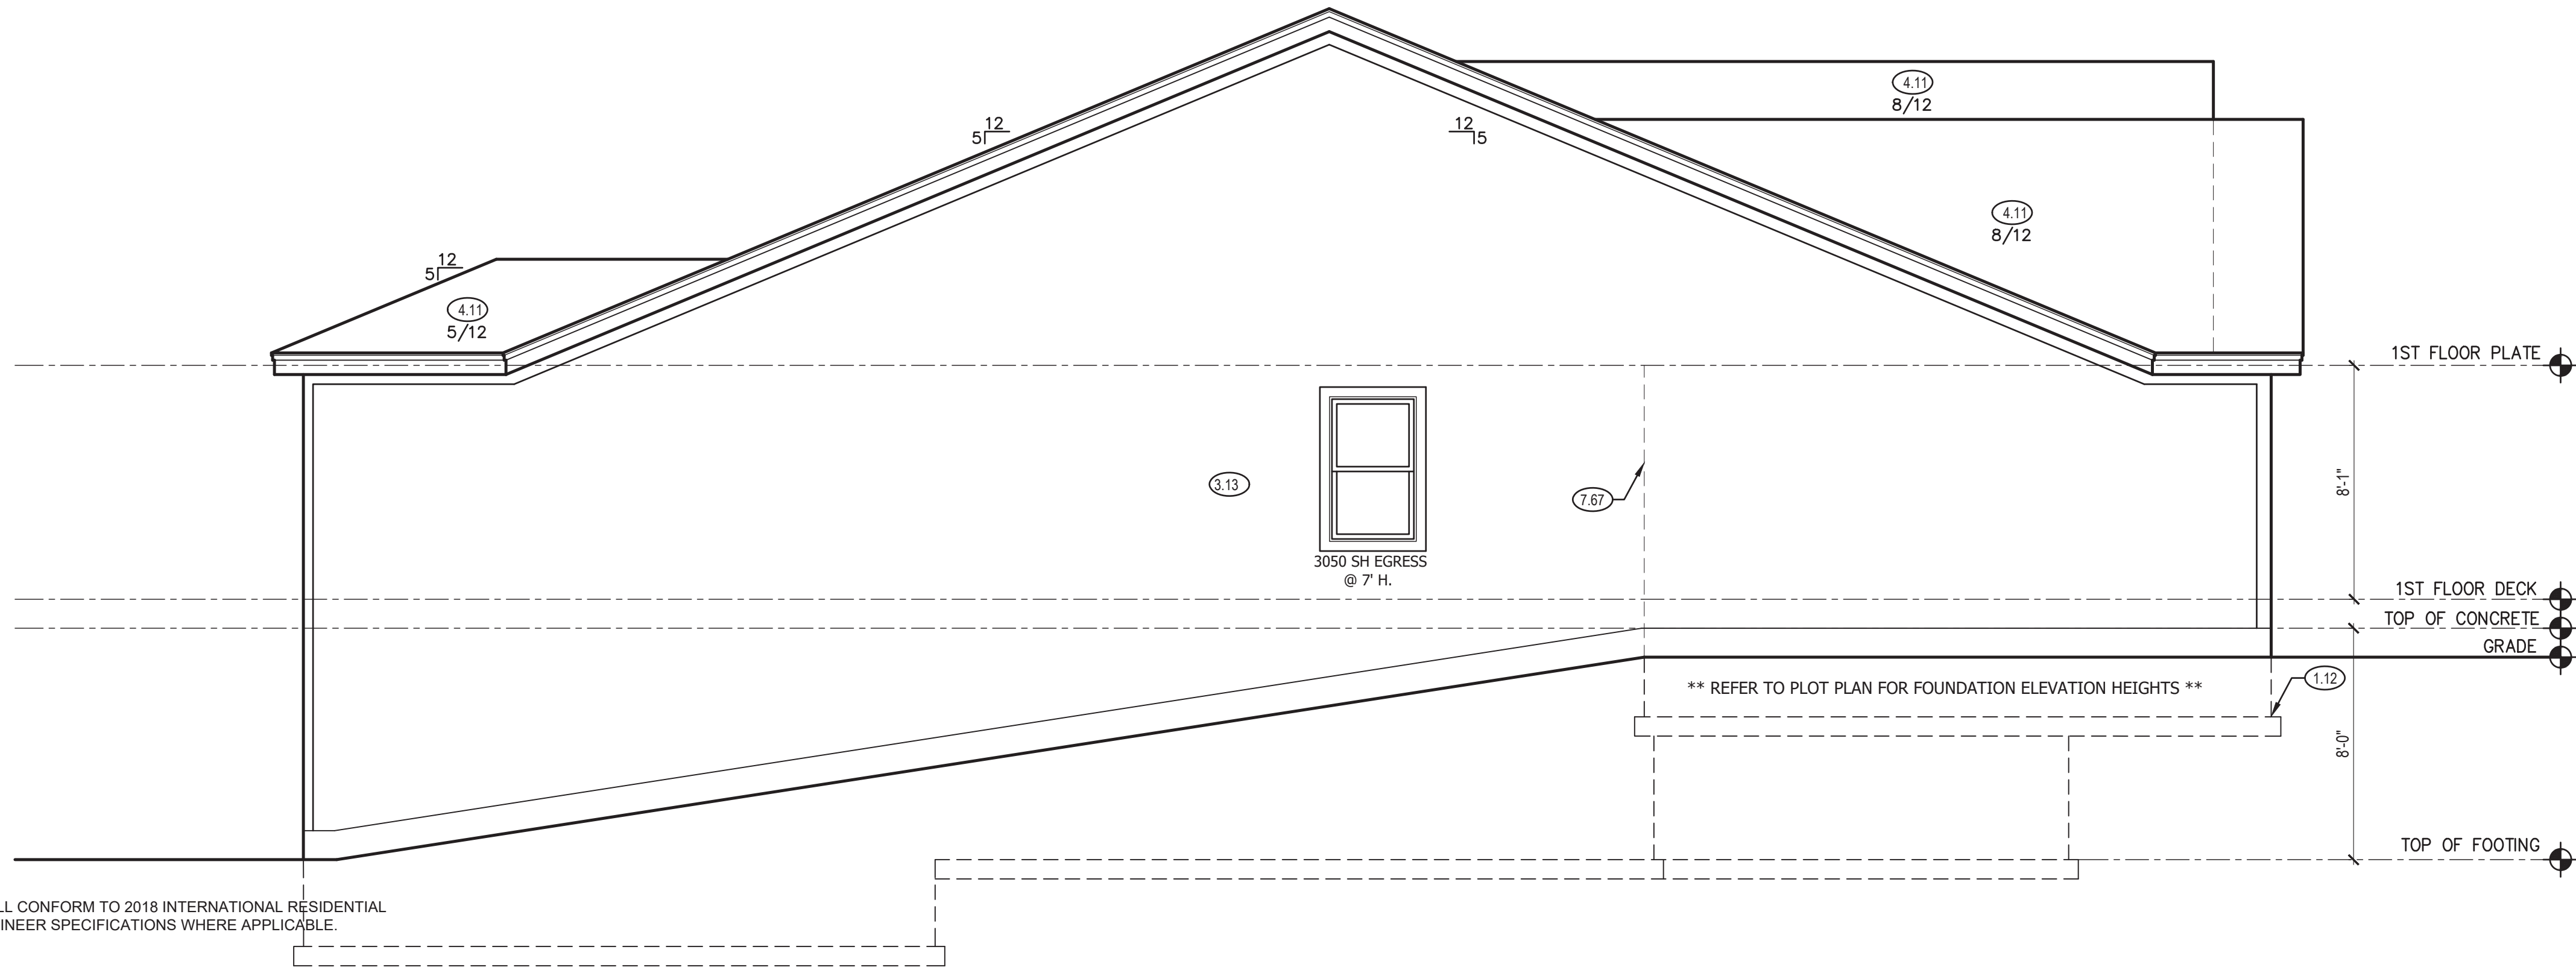 4.11
8/12
12
5
12
5
4.11
8/12
12
5
4.11
5/12
1ST FLOOR PLATE
3.13
7.67
8'-1"
3050 SH EGRESS
@ 7' H.
1ST FLOOR DECK
TOP OF CONCRETE
GRADE
** REFER TO PLOT PLAN FOR FOUNDATION ELEVATION HEIGHTS **
1.12
8'-0"
TOP OF FOOTING
CONFORM TO 2018 INTERNATIONAL RESIDENTIAL
SPECIFICATIONS WHERE APPLICABLE.